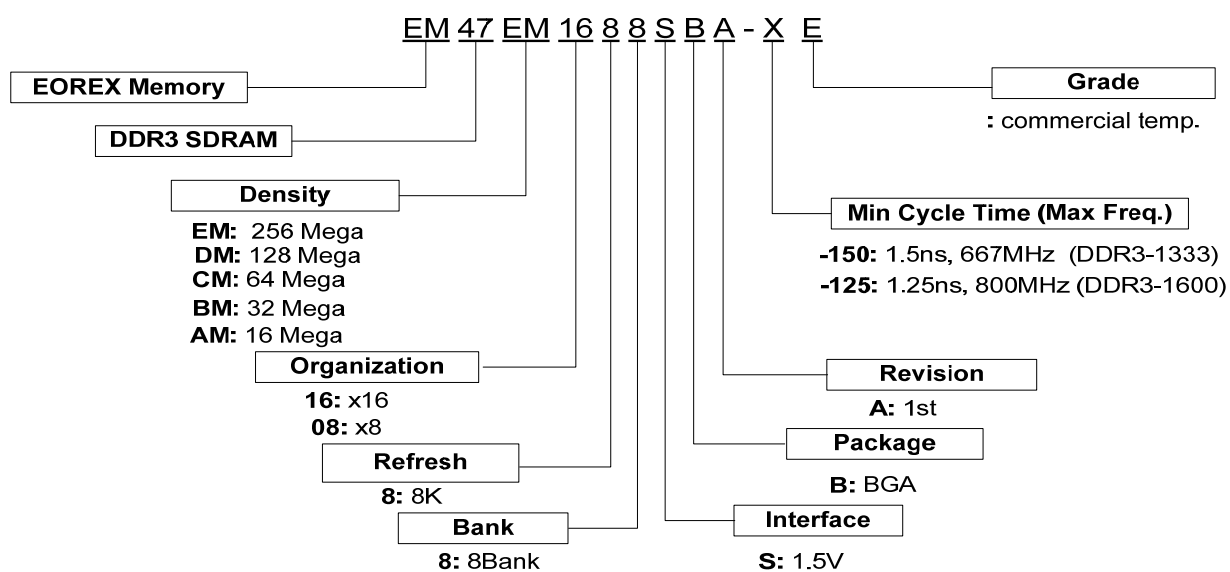 EM 47 EM 16 8 8 S B A - X E
EOREX Memory
DDR3 SDRAM
Density
EM: 256 Mega
DM: 128 Mega
CM: 64 Mega
BM: 32 Mega
AM: 16 Mega
Organization
16: x16
08: x8
Refresh
8: 8K
Bank
8: 8Bank
Grade
: commercial temp.
Min Cycle Time (Max Freq.)
-150: 1.5ns, 667MHz (DDR3-1333)
-125: 1.25ns, 800MHz (DDR3-1600)
Revision
A: 1st
Package
B: BGA
Interface
S: 1.5V